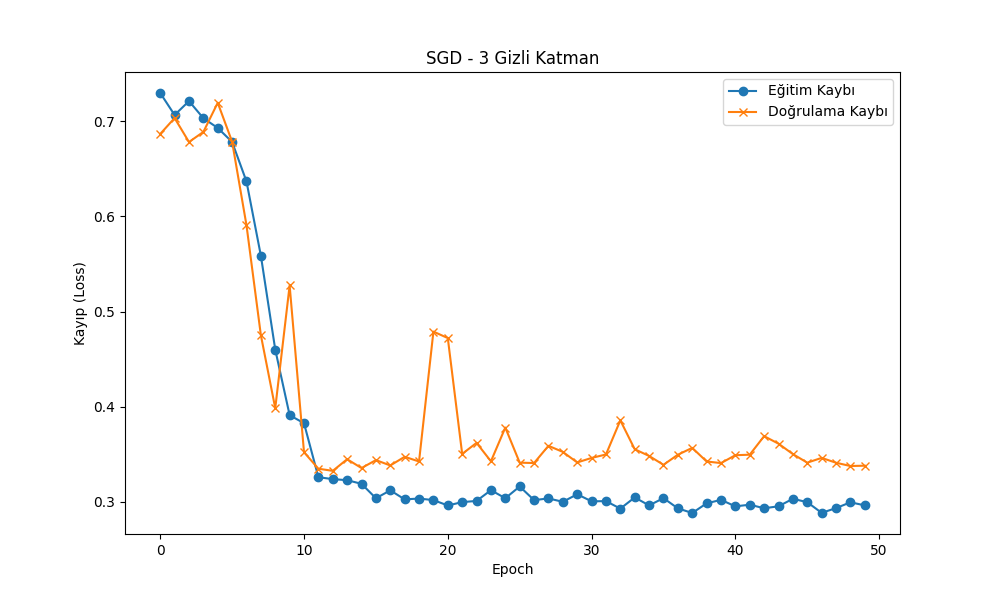 SGD - 3 Gizli Katman
Eğitim Kaybı
Doğrulama Kaybı
Kayıp (Loss)
0.7
0.6
0.5
0.4
0.3
0 10 20 30 40 50
Epoch